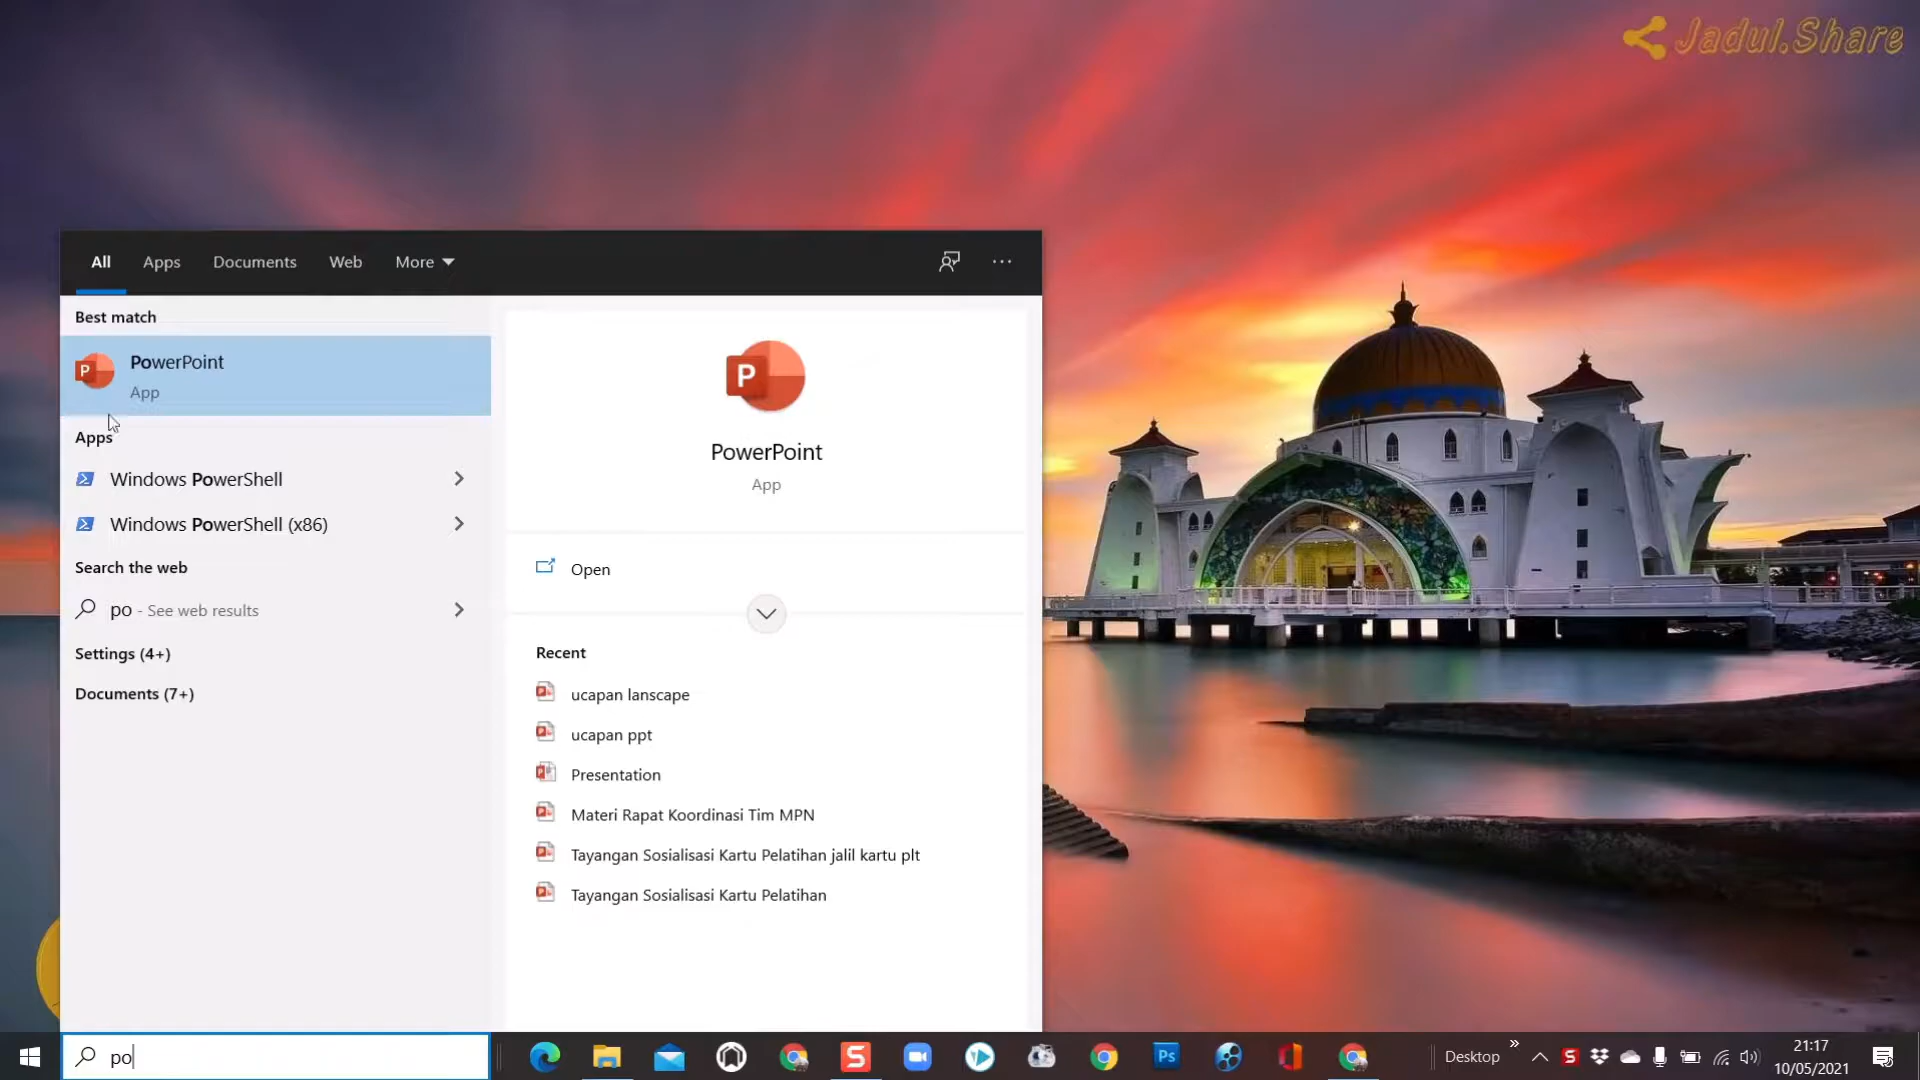 Jadul.Share
All Apps Documents Web More
Best match
PowerPoint
App
Apps
Windows PowerShell
Windows PowerShell (x86)
Search the web
po - See web results
Settings (4+)
Documents (7+)
P
PowerPoint
App
Open
Recent
ucapan lanscape
ucapan ppt
Presentation
Materi Rapat Koordinasi Tim MPN
Tayangan Sosialisasi Kartu Pelatihan jalil kartu plt
Tayangan Sosialisasi Kartu Pelatihan
po
S
Ps
Desktop
S
21:17
10/05/2021